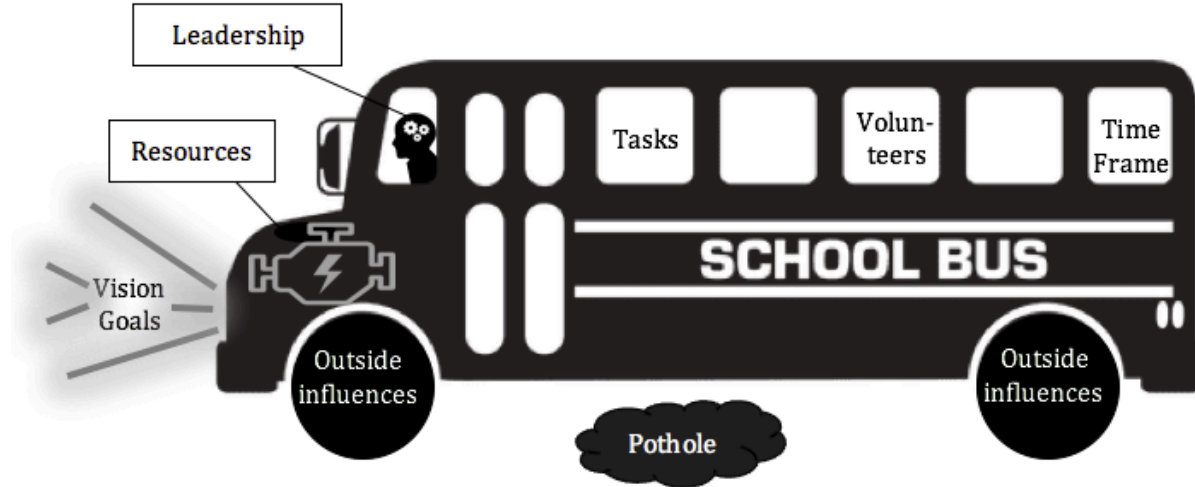 Leadership
Resources
Tasks
Volun-
teers
Time
Frame
SCHOOL BUS
Vision
Goals
Outside
influences
Outside
influences
Pothole